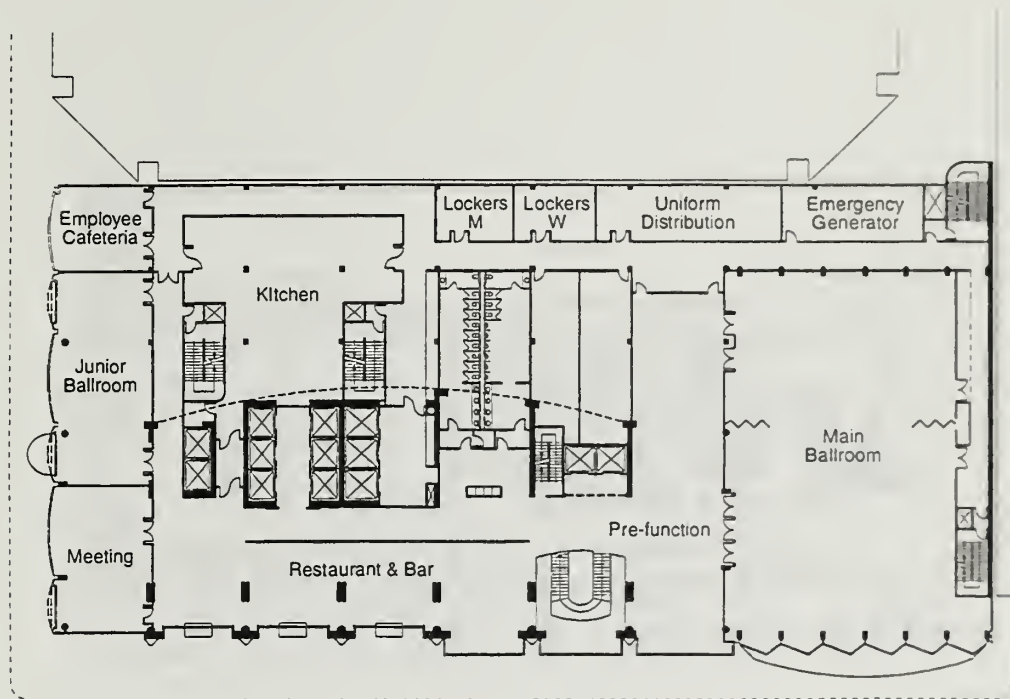 Employee
Cafeteria
Lockers
M
Lockers
W
Uniform
Distribution
Emergency
Generator
KItchen
Junior
Ballroom
Main
Ballroom
Meeting
Pre-function
Restaurant & Bar